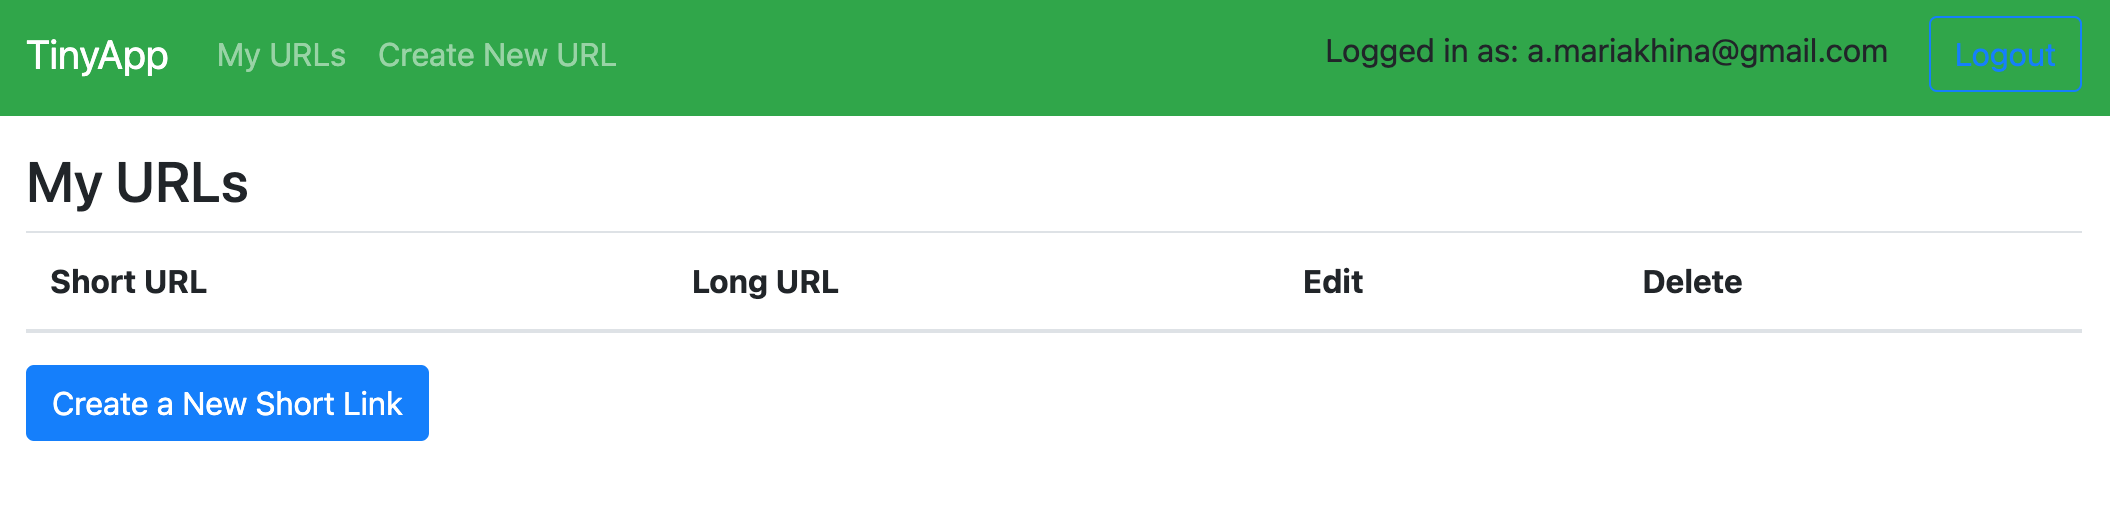 TinyApp My URLs Create New URL Logged in as: a.mariakhina@gmail.com Logout
My URLs
Short URL Long URL Edit Delete
Create a New Short Link